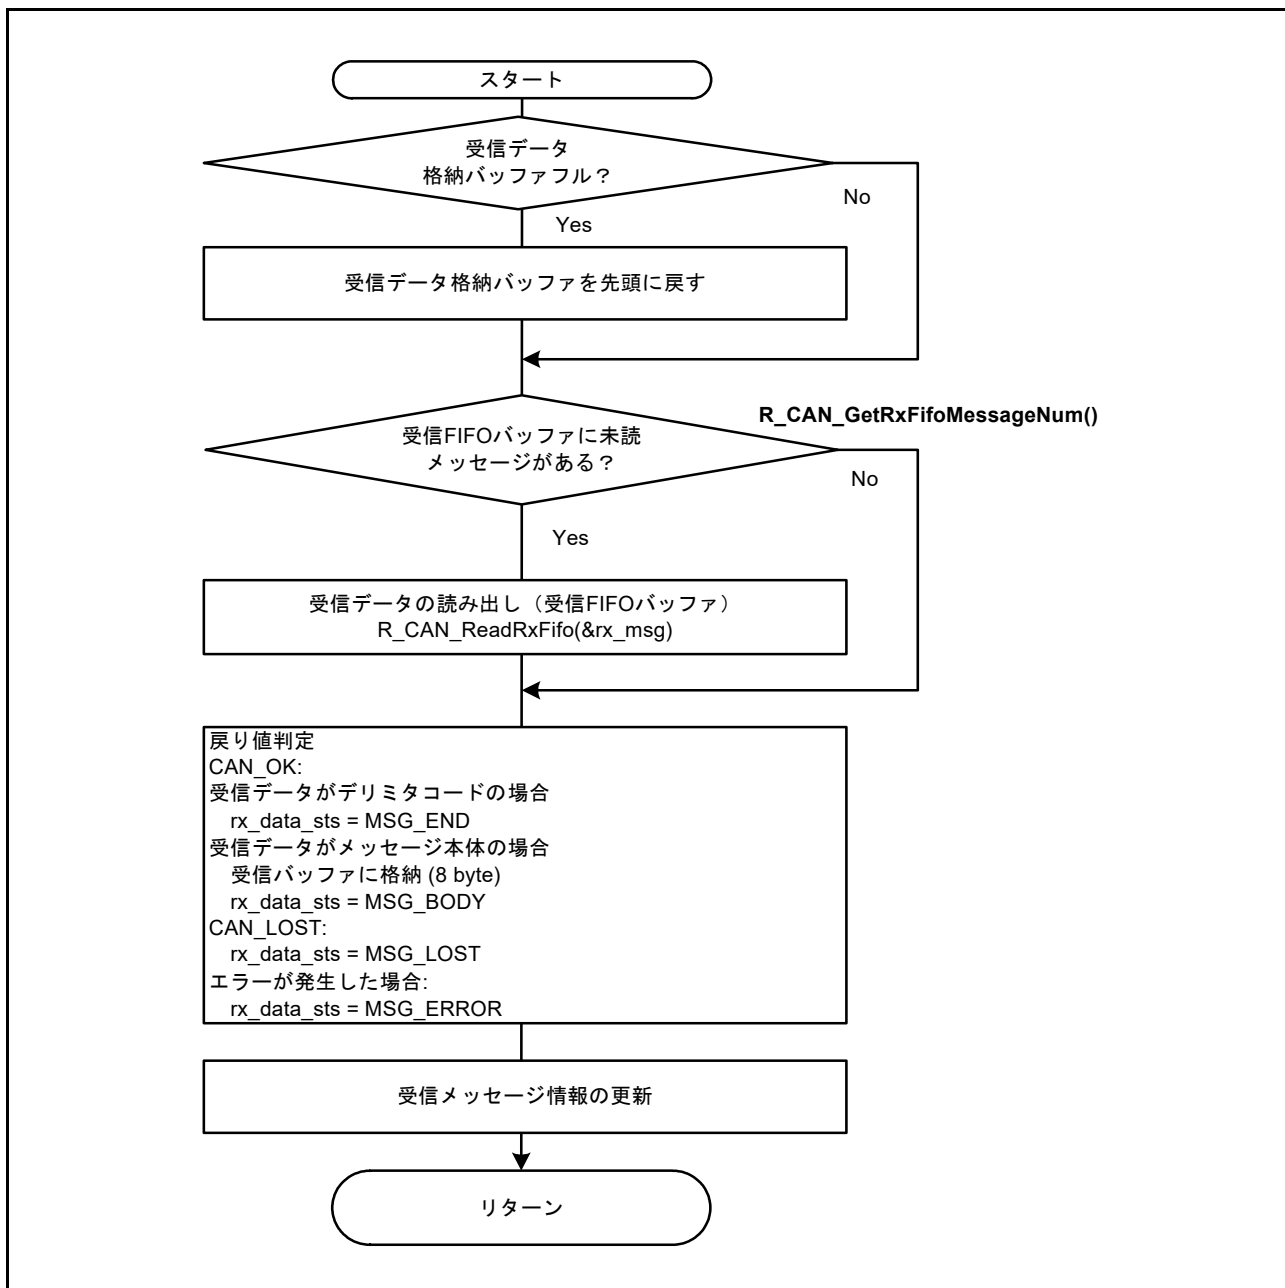 スタート
受信データ
格納バッファフル？
No
Yes
受信データ格納バッファを先頭に戻す
R_CAN_GetRxFifoMessageNum()
受信FIFOバッファに未読
メッセージがある？
No
Yes
受信データの読み出し（受信FIFOバッファ）
R_CAN_ReadRxFifo(&rx_msg)
戻り値判定
CAN_OK:
受信データがデリミタコードの場合
rx_data_sts = MSG_END
受信データがメッセージ本体の場合
受信バッファに格納 (8 byte)
rx_data_sts = MSG_BODY
CAN_LOST:
rx_data_sts = MSG_LOST
エラーが発生した場合:
rx_data_sts = MSG_ERROR
受信メッセージ情報の更新
リターン